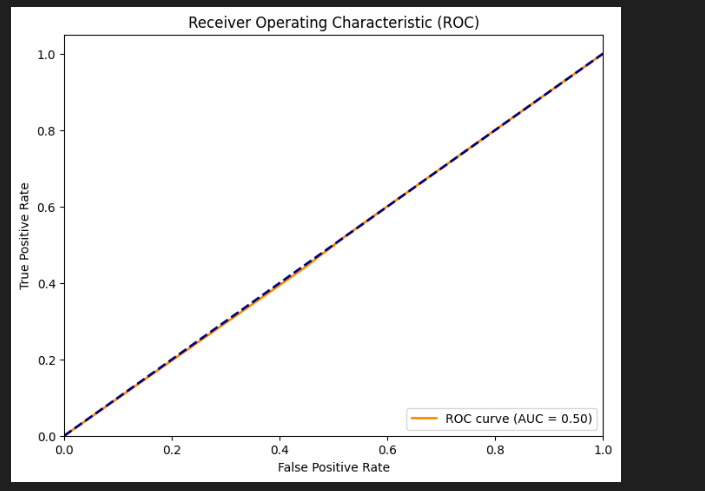 Receiver Operating Characteristic (ROC)
True Positive Rate
1.0
0.8
0.6
0.4
0.2
0.0
ROC curve (AUC = 0.50)
0.0 0.2 0.4 0.6 0.8 1.0
False Positive Rate